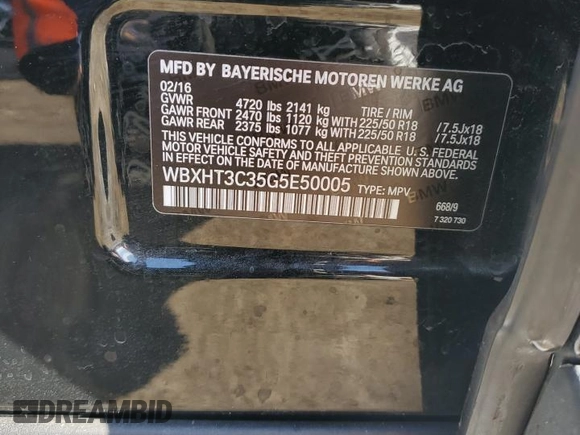 MFD BY BAYERISCHE MOTOREN WERKE AG
02/16
GVWR 4720 lbs 2141 kg TIRE / RIM
GAWR FRONT 2470 lbs 1120 kg 225/50 R18 /7.5Jx18
GAWR REAR 2375 lbs 1077 kg 225/50 R18 /7.5Jx18
THIS VEHICLE CONFORMS TO ALL APPLICABLE U.S. FEDERAL
MOTOR VEHICLE SAFETY AND THEFT PREVENTION STANDARDS
IN EFFECT ON THE DATE OF MANUFACTURE SHOWN ABOVE.
WBXHT3C35G5E50005 TYPE: MPV
668/9
7 320 730
DREAMBID